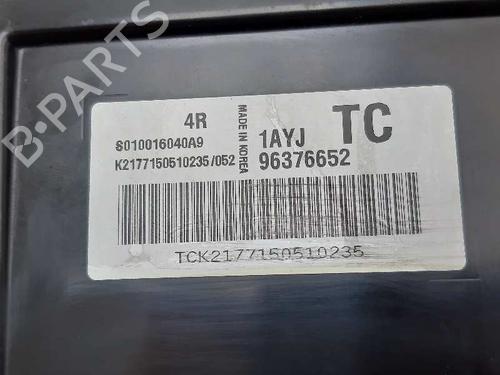 4R
S010016040A9
K2177150510235/052
MADE IN KOREA
1AYJ
TC
96376652
TCK2177150510235
B-PARTS